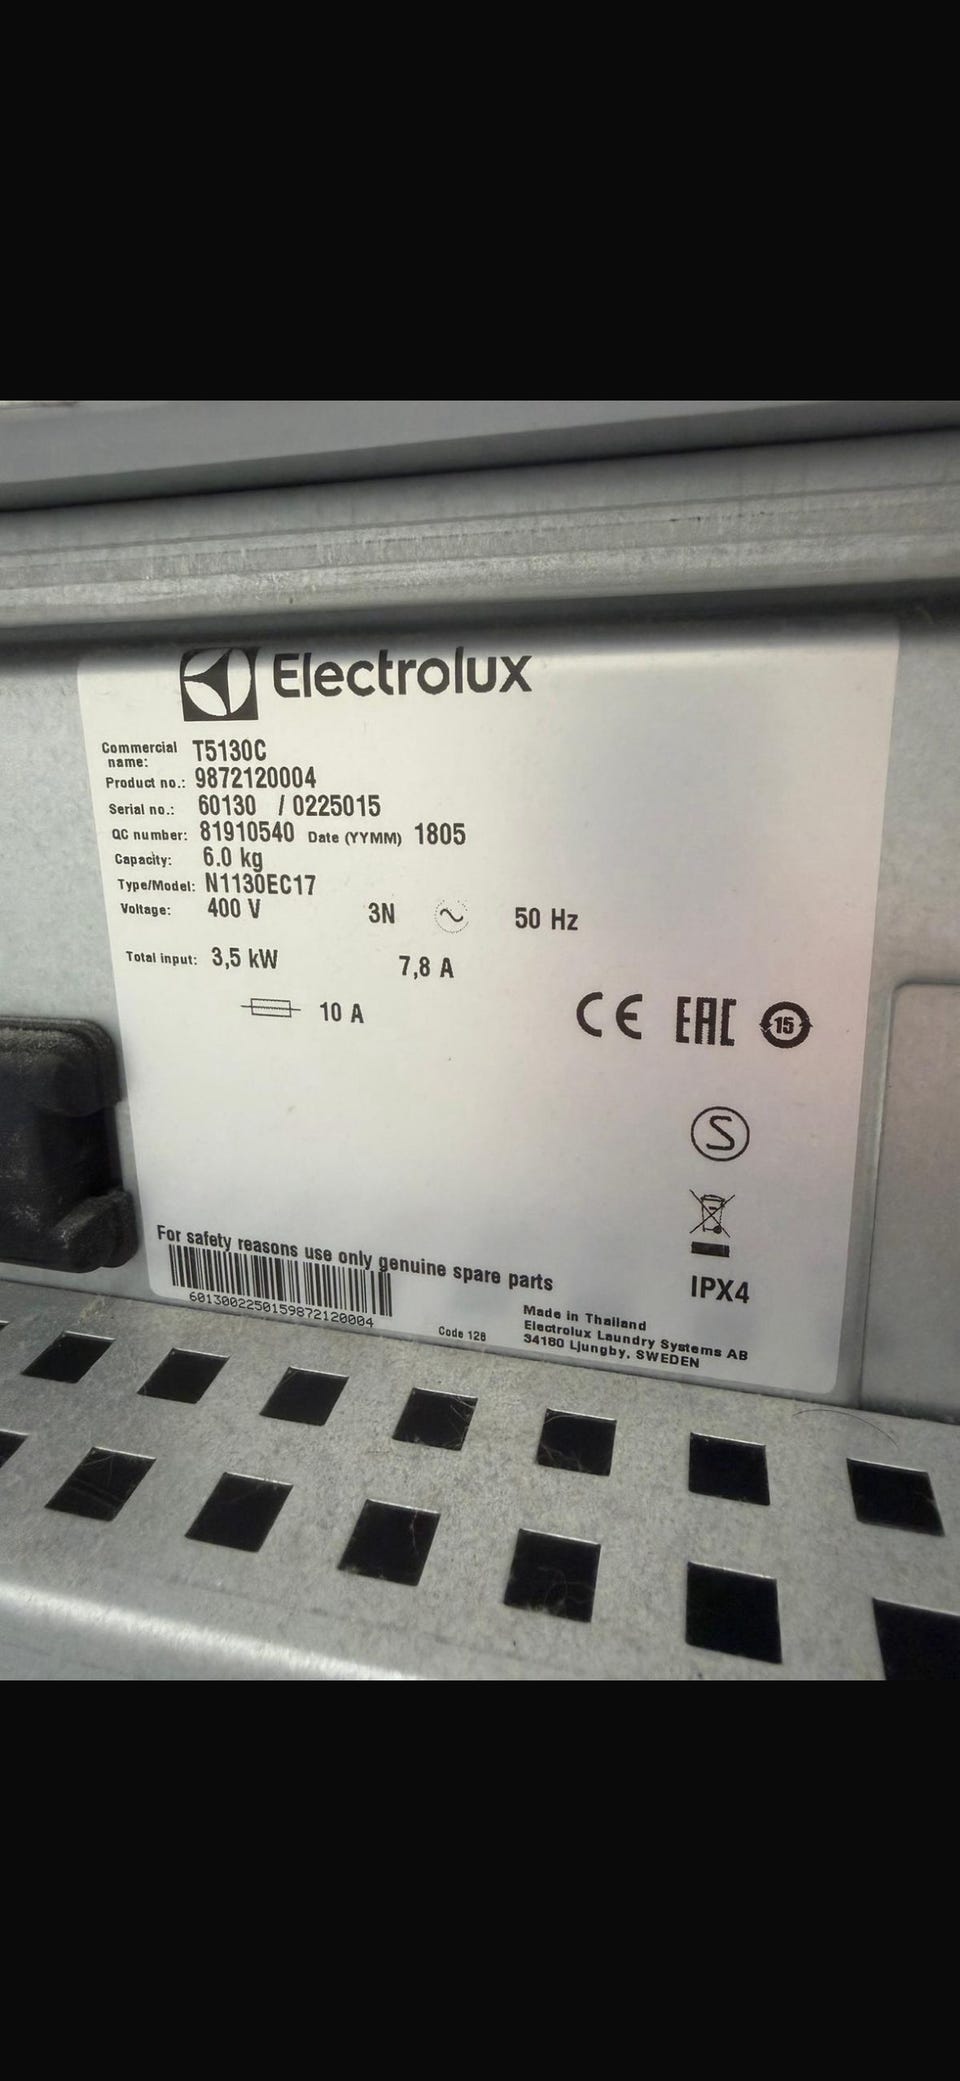 Electrolux
Commercial name: T5130C
Product no.: 9872120004
Serial no.: 60130 / 0225015
QC number: 81910540 Date (YYMM) 1805
Capacity: 6.0 kg
Type/Model: N1130EC17
Voltage: 400 V 3N ~ 50 Hz
Total input: 3,5 kW 7,8 A
10 A
CE EAC 15
S
IPX4
For safety reasons use only genuine spare parts
6013002250159872120004
Code 128
Made in Thailand
Electrolux Laundry Systems AB
34180 Ljungby, SWEDEN